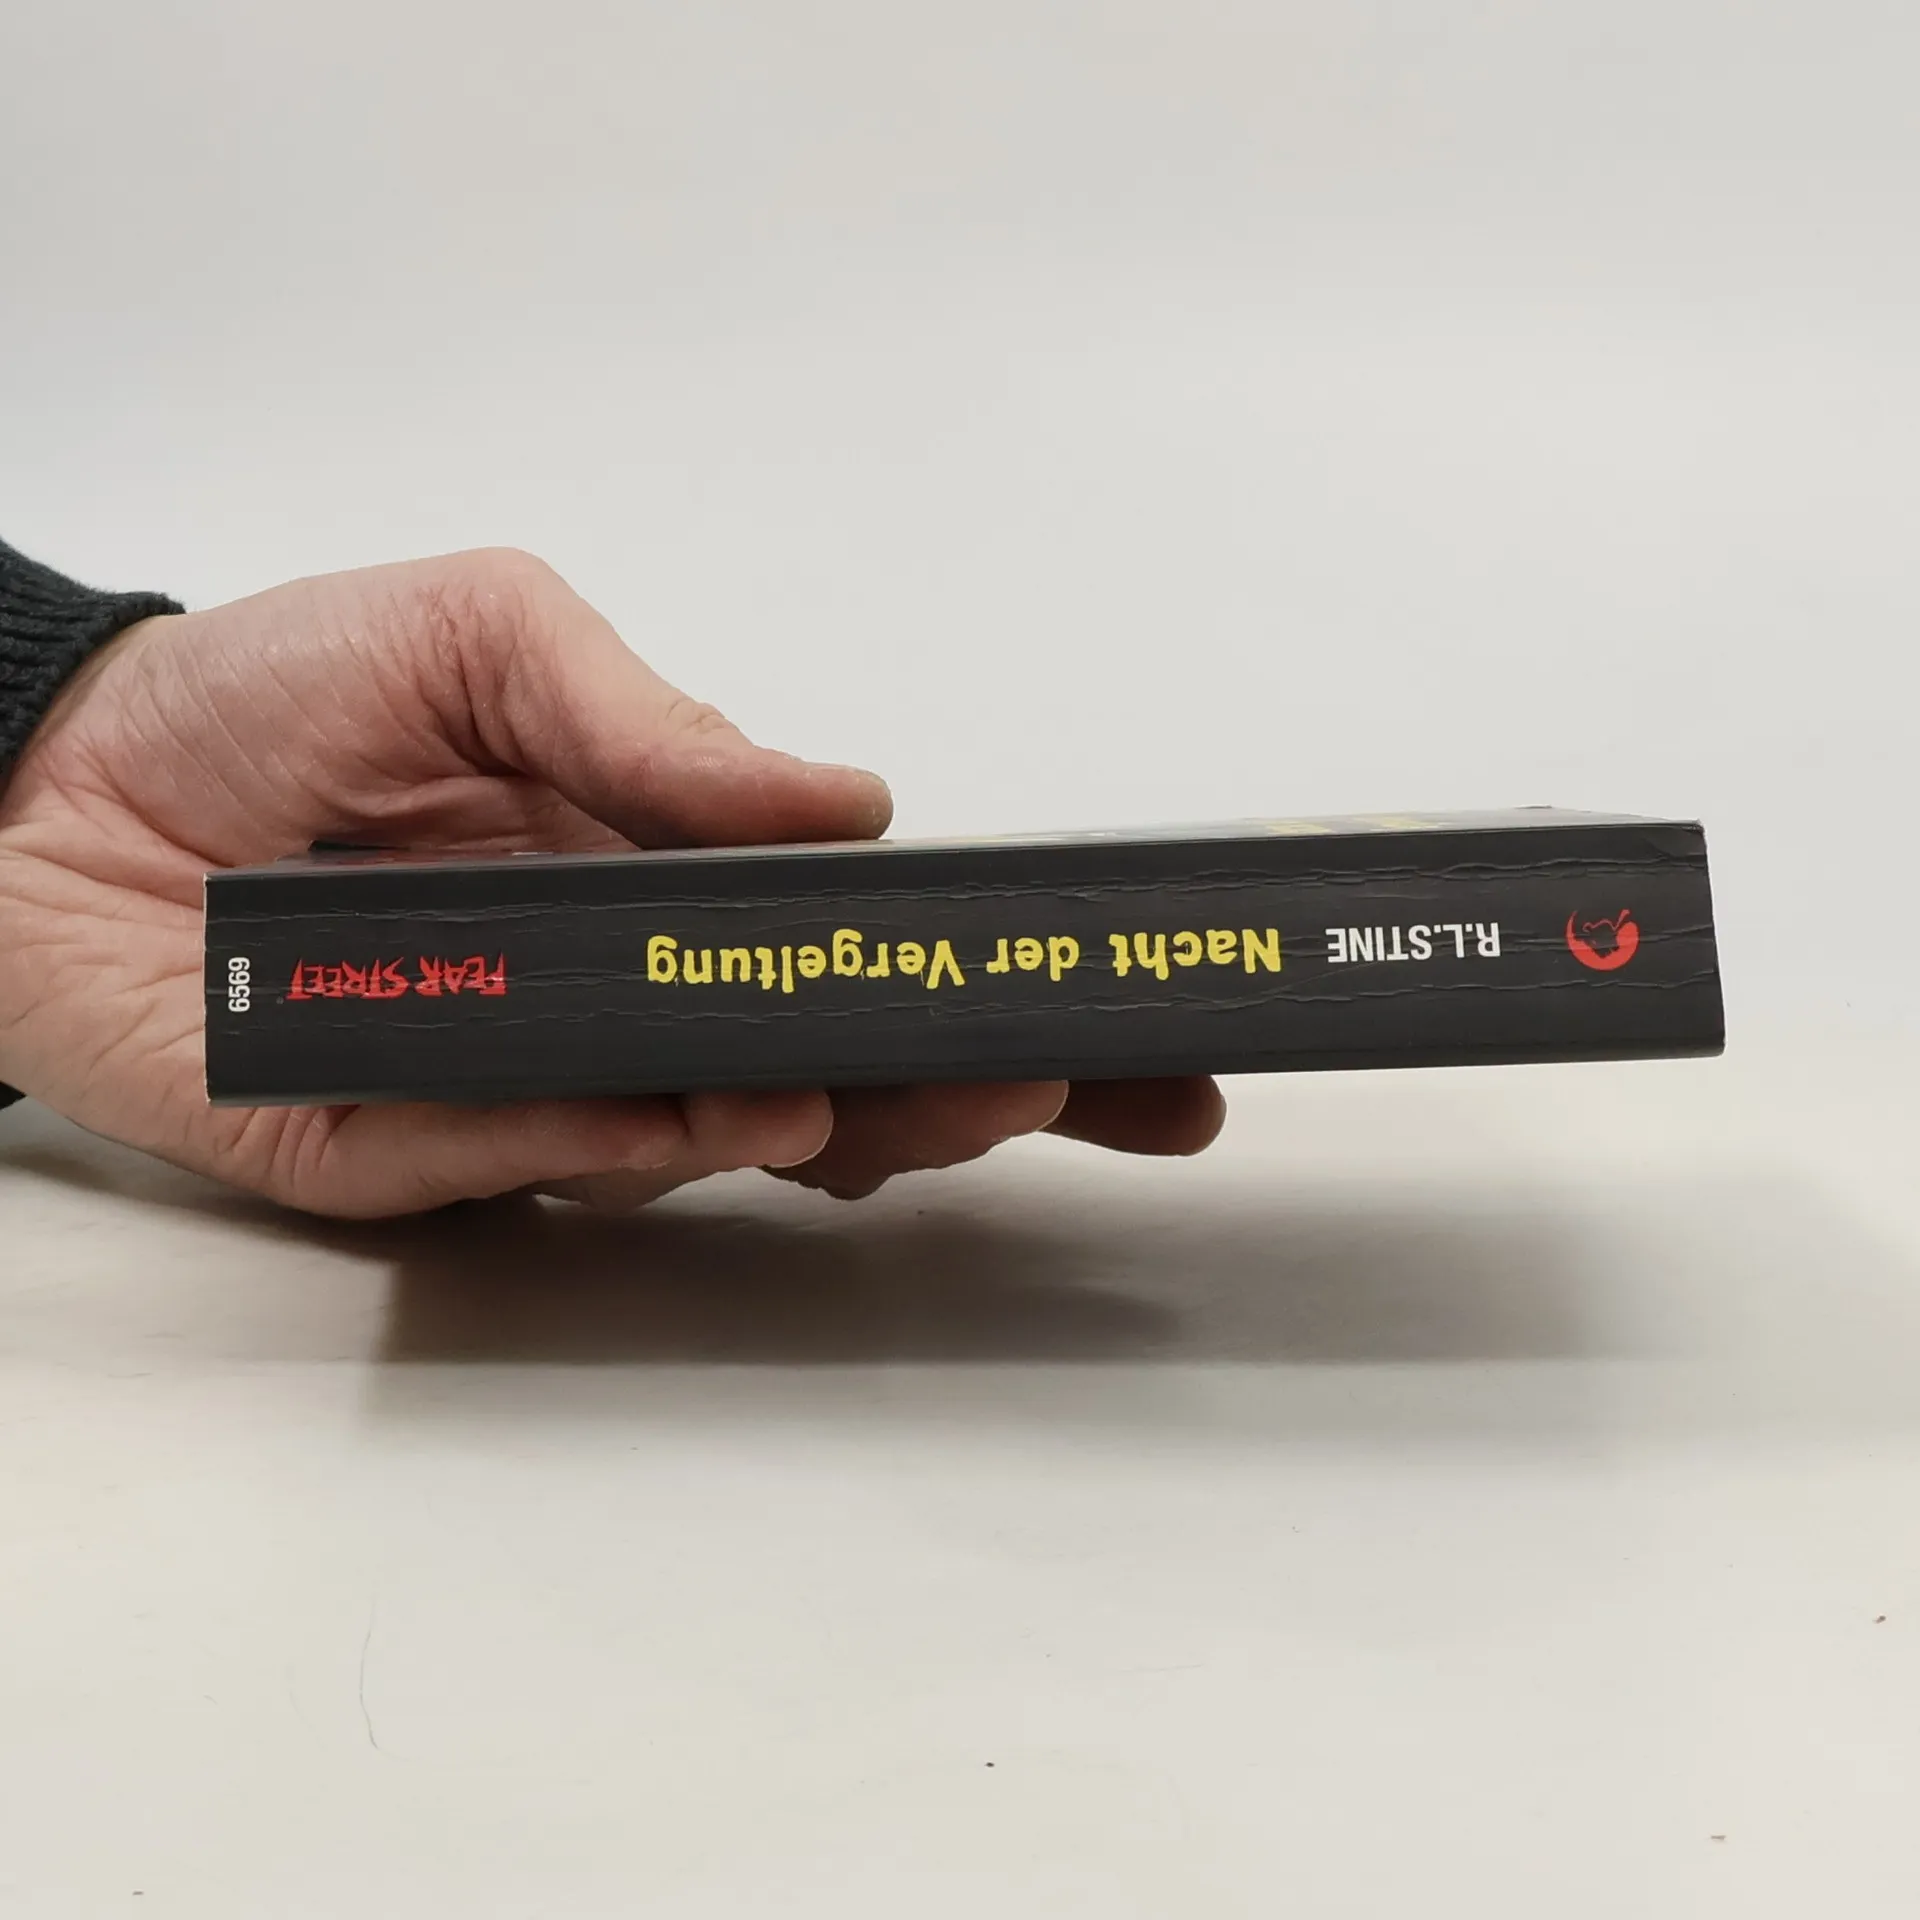 R.L.STINE
Nacht der Vergeltung
FEAR STREET
6569